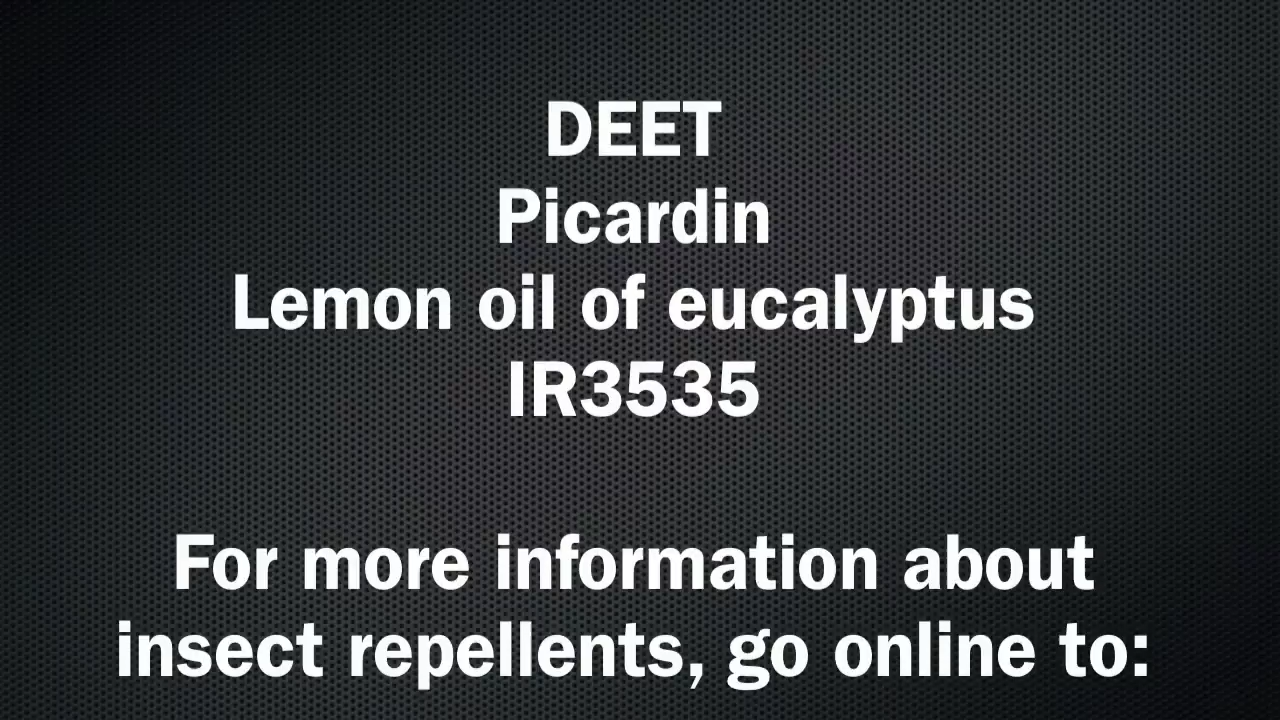 DEET
Picardin
Lemon oil of eucalyptus
IR3535
For more information about
insect repellents, go online to: